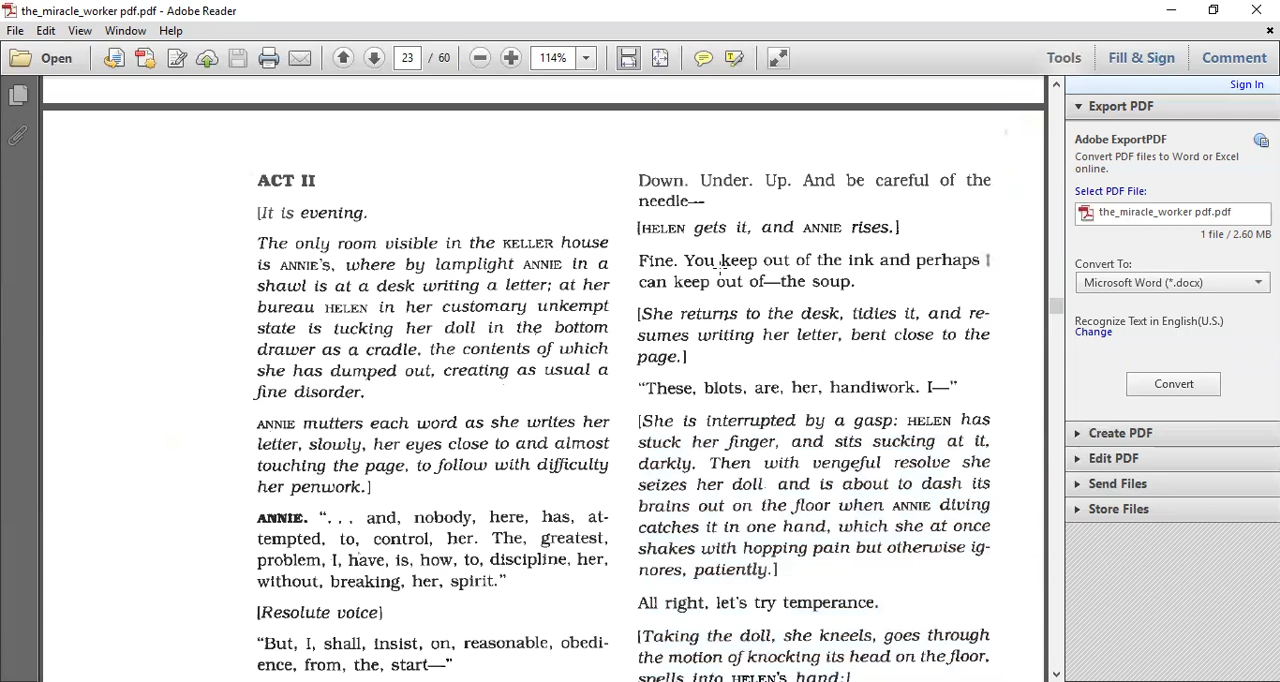 the_miracle_worker pdf.pdf - Adobe Reader
File Edit View Window Help
Open 23 / 60 114% Tools Fill & Sign Comment
Sign In
Export PDF
Adobe ExportPDF
Convert PDF files to Word or Excel
online.
Select PDF File:
the_miracle_worker pdf.pdf
1 file / 2.60 MB
Convert To:
Microsoft Word (*.docx)
Recognize Text in English(U.S.)
Change
Convert
Create PDF
Edit PDF
Send Files
Store Files
ACT II
[It is evening.
The only room visible in the KELLER house
is ANNIE'S, where by lamplight ANNIE in a
shawl is at a desk writing a letter; at her
bureau HELEN in her customary unkempt
state is tucking her doll in the bottom
drawer as a cradle, the contents of which
she has dumped out, creating as usual a
fine disorder.
ANNIE mutters each word as she writes her
letter, slowly, her eyes close to and almost
touching the page, to follow with difficulty
her penwork.]
ANNIE. “. . . and, nobody, here, has, at-
tempted, to, control, her. The, greatest,
problem, I, have, is, how, to, discipline, her,
without, breaking, her, spirit.”
[Resolute voice]
“But, I, shall, insist, on, reasonable, obedi-
ence, from, the, start—”
Down. Under. Up. And be careful of the
needle—
[HELEN gets it, and ANNIE rises.]
Fine. You keep out of the ink and perhaps I
can keep out of—the soup.
[She returns to the desk, tidies it, and re-
sumes writing her letter, bent close to the
page.]
“These, blots, are, her, handiwork. I—”
[She is interrupted by a gasp: HELEN has
stuck her finger, and sits sucking at it,
darkly. Then with vengeful resolve she
seizes her doll and is about to dash its
brains out on the floor when ANNIE diving
catches it in one hand, which she at once
shakes with hopping pain but otherwise ig-
nores, patiently.]
All right, let's try temperance.
[Taking the doll, she kneels, goes through
the motion of knocking its head on the floor,
spells into HELEN'S hand:]